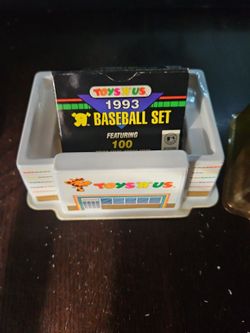 TOYS "R" US
1993
BASEBALL SET
FEATURING
100
TOYS "R" US